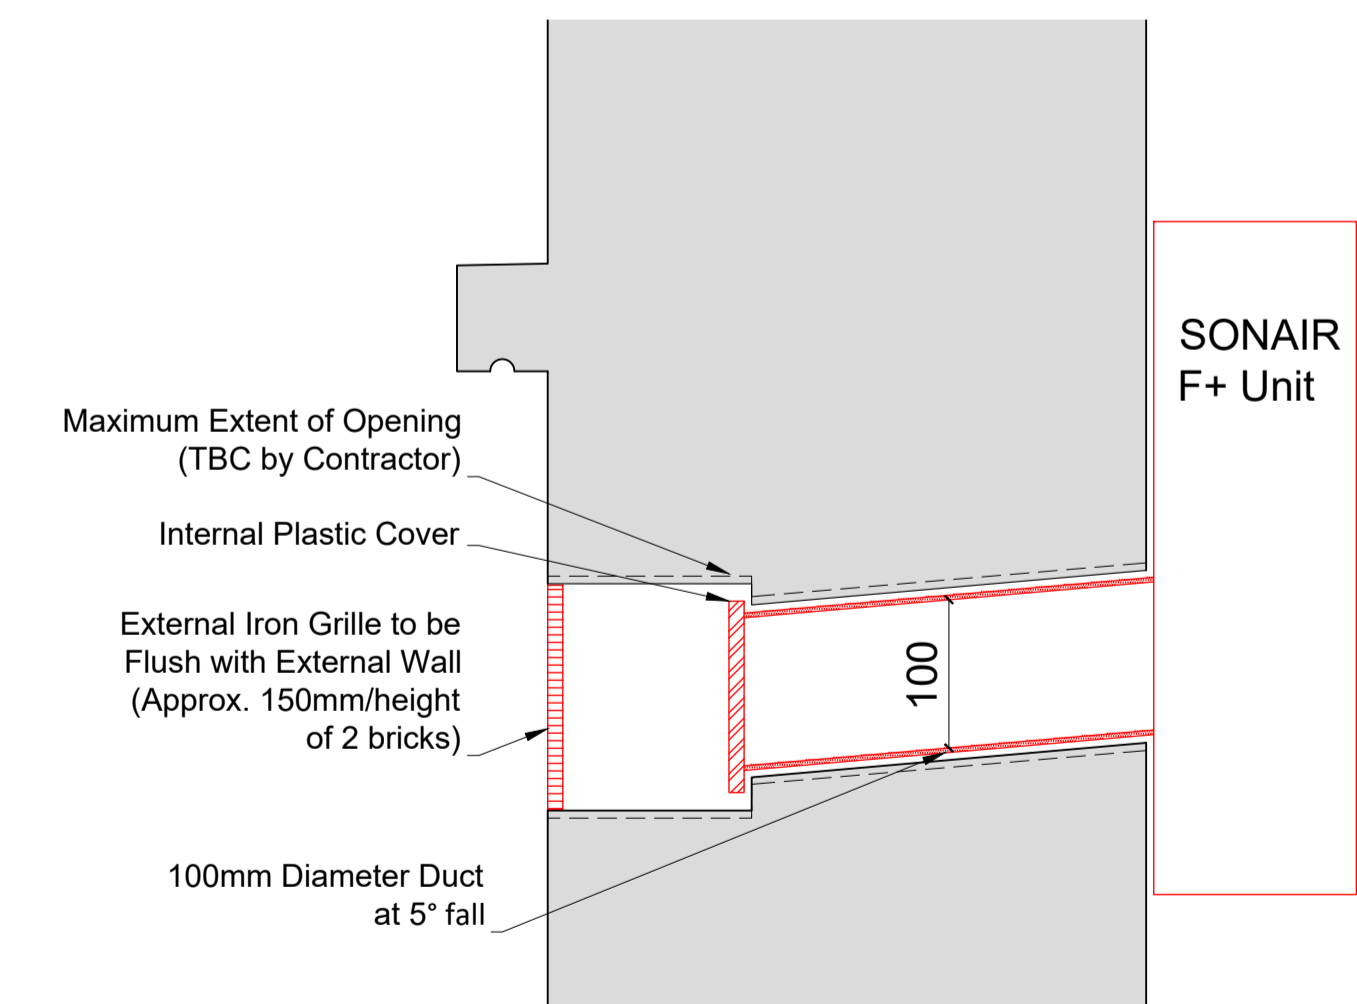 SONAIR
F+ Unit
Maximum Extent of Opening
(TBC by Contractor)
Internal Plastic Cover
External Iron Grille to be
Flush with External Wall
(Approx. 150mm/height
of 2 bricks)
100
100mm Diameter Duct
at 5° fall